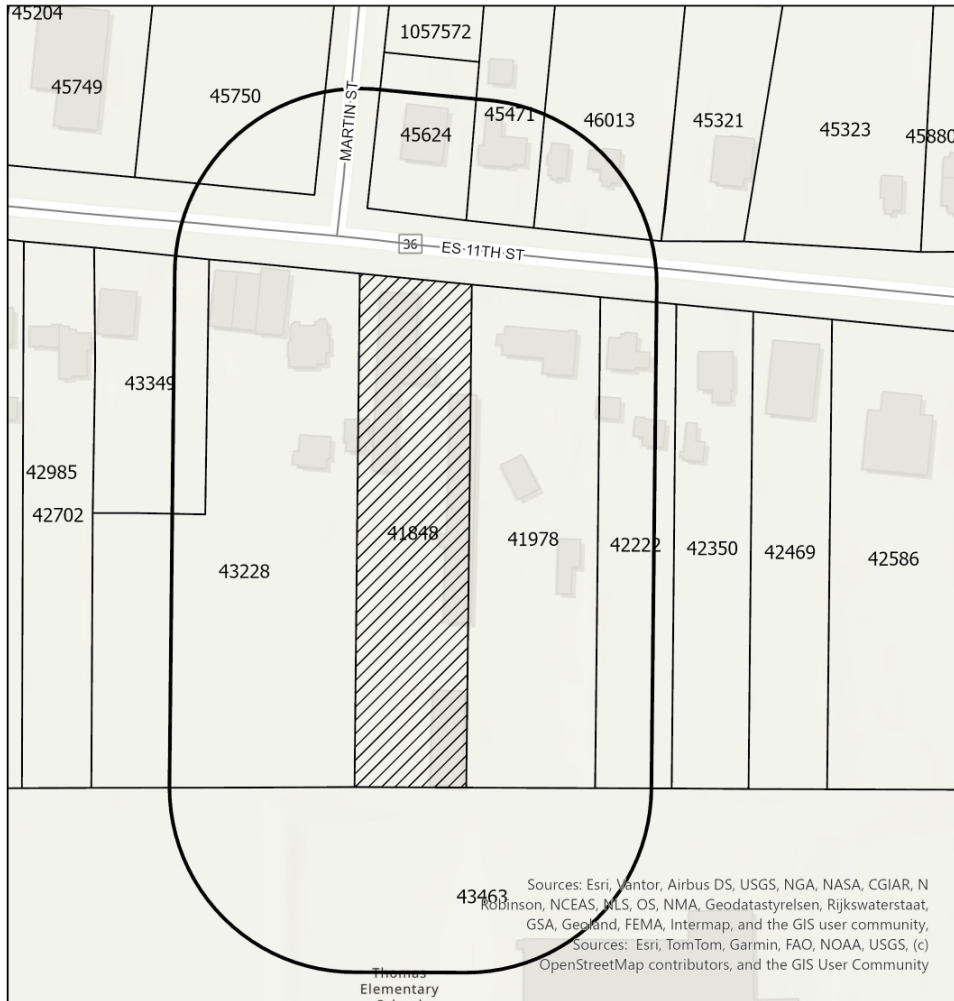 45204
1057572
45749
45750
MARTIN ST
45624
45471
46013
45321
45323
45880
36
ES 11TH ST
43349
42985
42702
43228
41848
41978
42222
42350
42469
42586
43463
Sources: Esri, Vantor, Airbus DS, USGS, NGA, NASA, CGIAR, N
Robinson, NCEAS, NLS, OS, NMA, Geodatastyrelsen, Rijkswaterstaat,
GSA, Geoland, FEMA, Intermap, and the GIS user community,
Sources: Esri, TomTom, Garmin, FAO, NOAA, USGS, (c)
OpenStreetMap contributors, and the GIS User Community
Thomas
Elementary